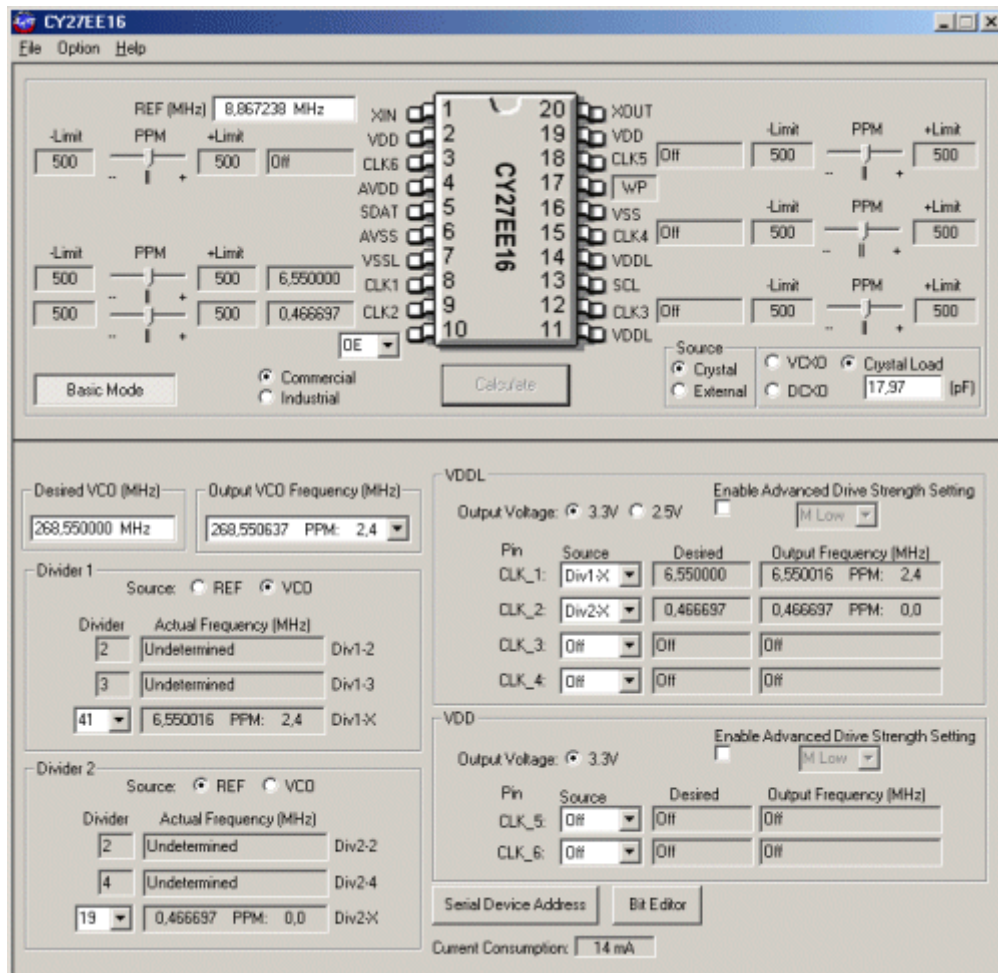 CY27EE16
File Option Help
REF (MHz) 8,867238 MHz
-Limit PPM +Limit
500 500 Off
-- +
-Limit PPM +Limit
500 500 6,550000
-- +
500 500 0,466697
-- +
OE
XIN
VDD
CLK6
AVDD
SDAT
AVSS
VSSL
CLK1
CLK2
1 20
2 19
3 18
4 17
5 16
6 15
7 14
8 13
9 12
10 11
CY27EE16
XOUT
VDD
CLK5 Off
WP
VSS
CLK4 Off
VDDL
SCL
CLK3 Off
VDDL
-Limit PPM +Limit
500 500
-- +
-Limit PPM +Limit
500 500
-- +
-Limit PPM +Limit
500 500
-- +
Basic Mode
Commercial
Industrial
Calculate
Source
Crystal
External
VCXO
DCXO
Crystal Load
17,97 (pF)
Desired VCO (MHz)
268,550000 MHz
Output VCO Frequency (MHz)
268,550637 PPM: 2,4
Divider 1
Source: REF VCO
Divider Actual Frequency (MHz)
2 Undetermined Div1-2
3 Undetermined Div1-3
41 6,550016 PPM: 2,4 Div1-X
Divider 2
Source: REF VCO
Divider Actual Frequency (MHz)
2 Undetermined Div2-2
4 Undetermined Div2-4
19 0,466697 PPM: 0,0 Div2-X
VDDL
Output Voltage: 3.3V 2.5V
Enable Advanced Drive Strength Setting
M Low
Pin Source Desired Output Frequency (MHz)
CLK_1: Div1-X 6,550000 6,550016 PPM: 2,4
CLK_2: Div2-X 0,466697 0,466697 PPM: 0,0
CLK_3: Off Off Off
CLK_4: Off Off Off
VDD
Output Voltage: 3.3V
Enable Advanced Drive Strength Setting
M Low
Pin Source Desired Output Frequency (MHz)
CLK_5: Off Off Off
CLK_6: Off Off Off
Serial Device Address Bit Editor
Current Consumption: 14 mA